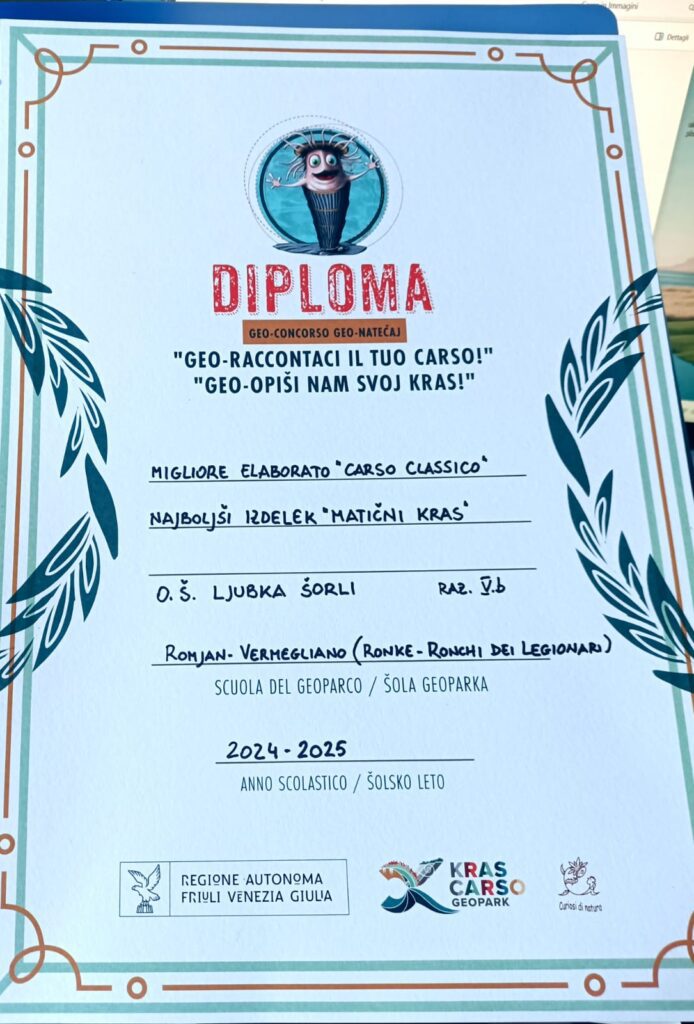 Immagini
Dettagli
DIPLOMA
GEO-CONCORSO GEO-NATEČAJ
"GEO-RACCONTACI IL TUO CARSO!"
"GEO-OPIŠI NAM SVOJ KRAS!"
MIGLIORE ELABORATO "CARSO CLASSICO"
NAJBOLJŠI IZDELEK "MATIČNI KRAS"
O.Š. LJUBKA ŠORLI RAZ. V.b
ROMJAN- VERMEGLIANO (RONKE-RONCHI DEI LEGIONARI)
SCUOLA DEL GEOPARCO / ŠOLA GEOPARKA
2024-2025
ANNO SCOLASTICO / ŠOLSKO LETO
REGIONE AUTONOMA
FRIULI VENEZIA GIULIA
KRAS
CARSO
GEOPARK
Curiosi di natura